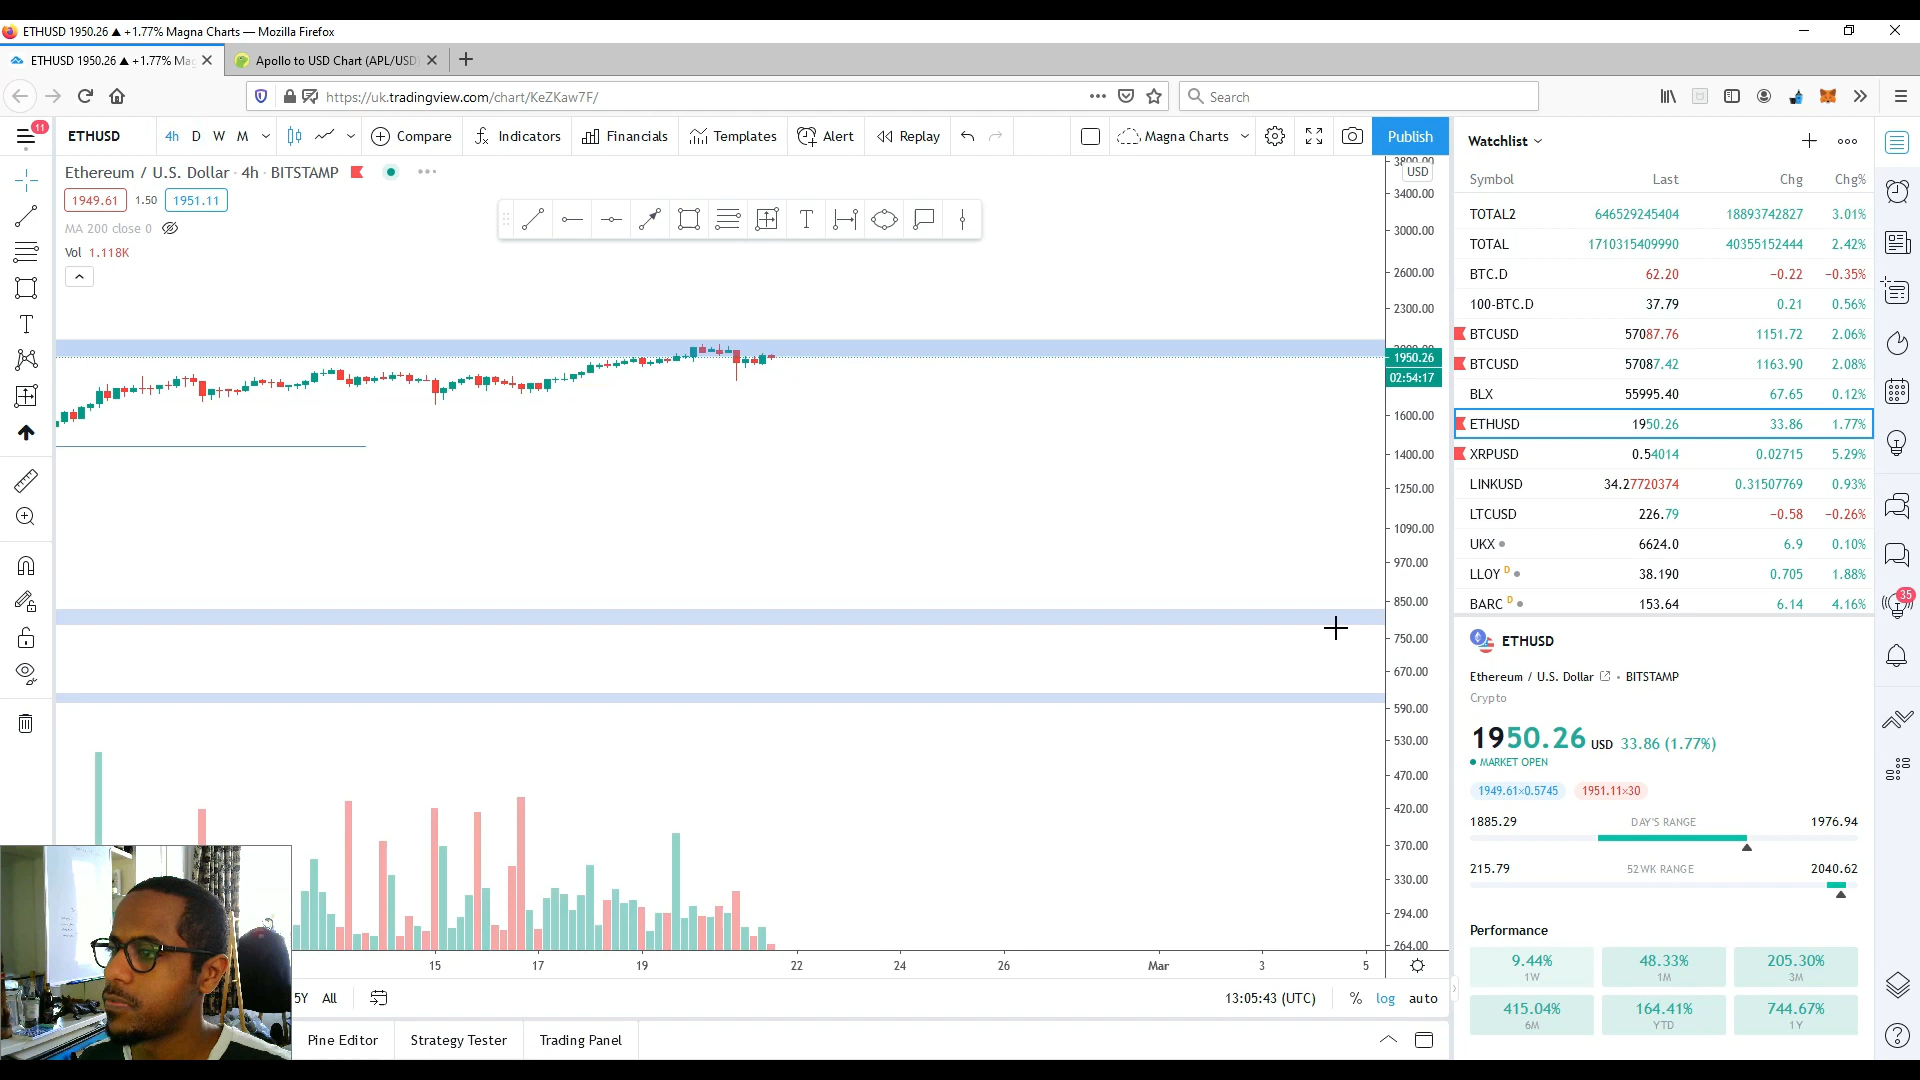 ETHUSD 1950.26 ▲ +1.77% Magna Charts — Mozilla Firefox
ETHUSD 1950.26 ▲ +1.77% Ma
Apollo to USD Chart (APL/USD)
https://uk.tradingview.com/chart/KeZKaw7F/
Search
11
ETHUSD
4h
D
W
M
Compare
Indicators
Financials
Templates
Alert
Replay
Magna Charts
Publish
Ethereum / U.S. Dollar · 4h · BITSTAMP
1949.61
1.50
1951.11
MA 200 close 0
Vol 1.118K
3800.00
USD
3400.00
3000.00
2600.00
2300.00
1950.26
02:54:17
1600.00
1400.00
1250.00
1090.00
970.00
850.00
750.00
670.00
590.00
530.00
470.00
420.00
370.00
330.00
294.00
264.00
15
17
19
22
24
26
Mar
3
5
5Y
All
13:05:43 (UTC)
%
log
auto
Pine Editor
Strategy Tester
Trading Panel
Watchlist
Symbol Last Chg Chg%
TOTAL2 646529245404 18893742827 3.01%
TOTAL 1710315409990 40355152444 2.42%
BTC.D 62.20 −0.22 −0.35%
100-BTC.D 37.79 0.21 0.56%
BTCUSD 57087.76 1151.72 2.06%
BTCUSD 57087.42 1163.90 2.08%
BLX 55995.40 67.65 0.12%
ETHUSD 1950.26 33.86 1.77%
XRPUSD 0.54014 0.02715 5.29%
LINKUSD 34.27720374 0.31507769 0.93%
LTCUSD 226.79 −0.58 −0.26%
UKX 6624.0 6.9 0.10%
LLOY D 38.190 0.705 1.88%
BARC D 153.64 6.14 4.16%
35
ETHUSD
Ethereum / U.S. Dollar • BITSTAMP
Crypto
1950.26 USD 33.86 (1.77%)
MARKET OPEN
1949.61×0.5745 1951.11×30
1885.29 DAY'S RANGE 1976.94
215.79 52WK RANGE 2040.62
Performance
9.44% 48.33% 205.30%
1W 1M 3M
415.04% 164.41% 744.67%
6M YTD 1Y